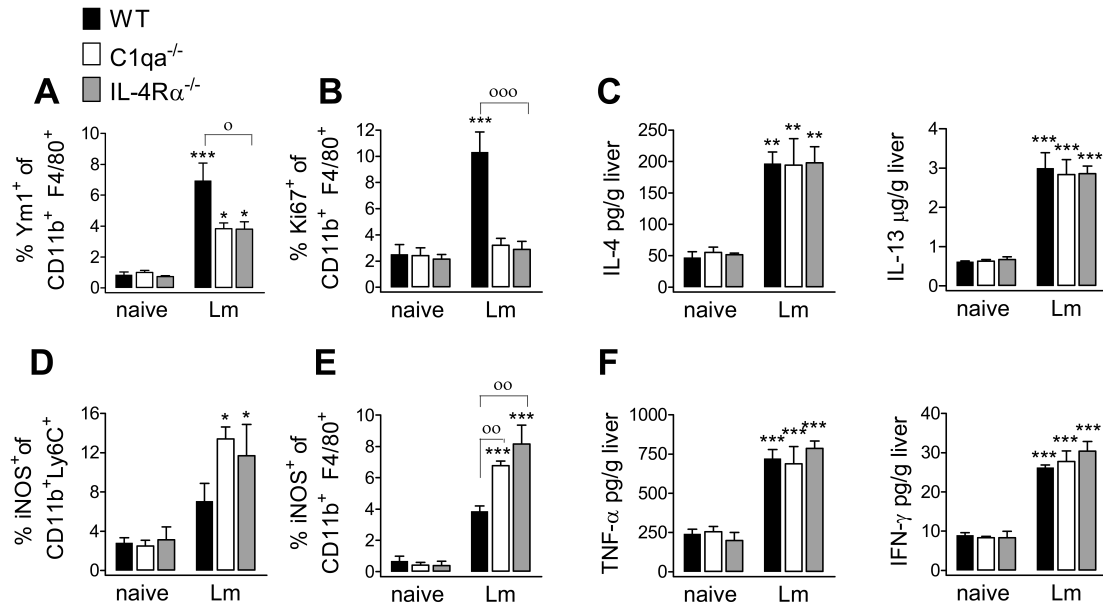 WT
C1qa-/-
IL-4Rα-/-
A
% Ym1+ of
CD11b+ F4/80+
10
8
6
4
2
0
***
*
*
o
naive Lm
B
% Ki67+ of
CD11b+ F4/80+
12
10
8
6
4
2
0
***
ooo
naive Lm
C
IL-4 pg/g liver
250
200
150
100
50
0
**
**
**
naive Lm
IL-13 μg/g liver
4
3
2
1
0
***
***
***
naive Lm
D
% iNOS+ of
CD11b+Ly6C+
16
12
8
4
0
*
*
naive Lm
E
% iNOS+ of
CD11b+ F4/80+
10
8
6
4
2
0
oo
oo
***
***
naive Lm
F
TNF-α pg/g liver
1000
750
500
250
0
***
***
***
naive Lm
IFN-γ pg/g liver
40
30
20
10
0
***
***
***
naive Lm